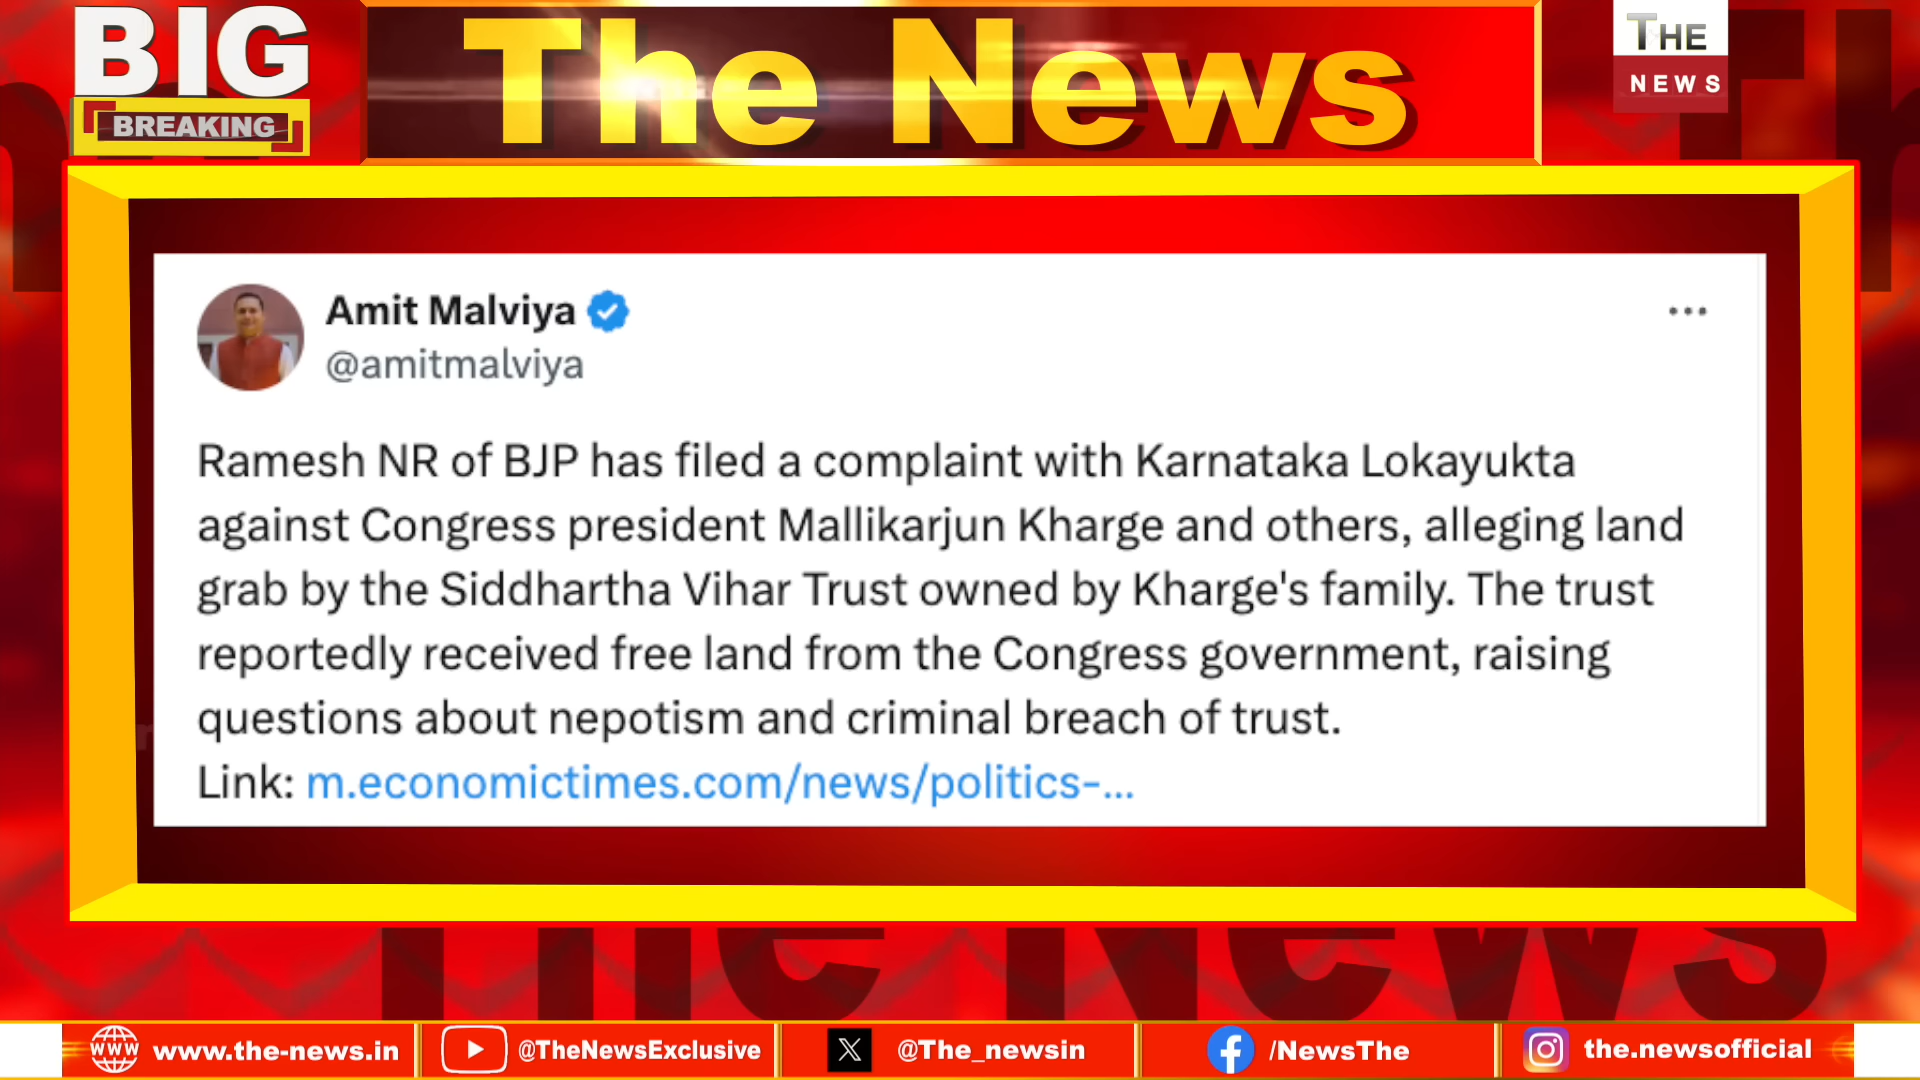 BIG
BREAKING
The News
THE
NEWS
Amit Malviya
@amitmalviya
Ramesh NR of BJP has filed a complaint with Karnataka Lokayukta
against Congress president Mallikarjun Kharge and others, alleging land
grab by the Siddhartha Vihar Trust owned by Kharge's family. The trust
reportedly received free land from the Congress government, raising
questions about nepotism and criminal breach of trust.
Link: m.economictimes.com/news/politics-...
The News
www www.the-news.in
@TheNewsExclusive
@The_newsin
/NewsThe
the.newsofficial